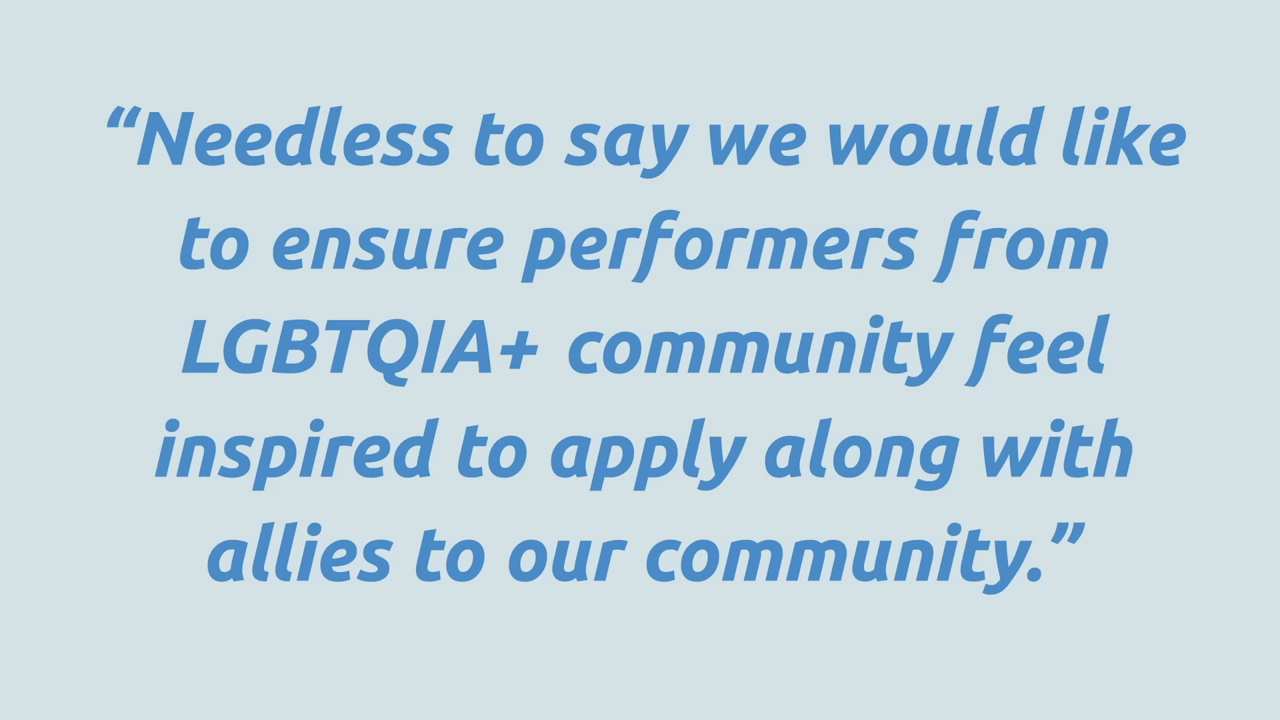 “Needless to say we would like
to ensure performers from
LGBTQIA+ community feel
inspired to apply along with
allies to our community.”